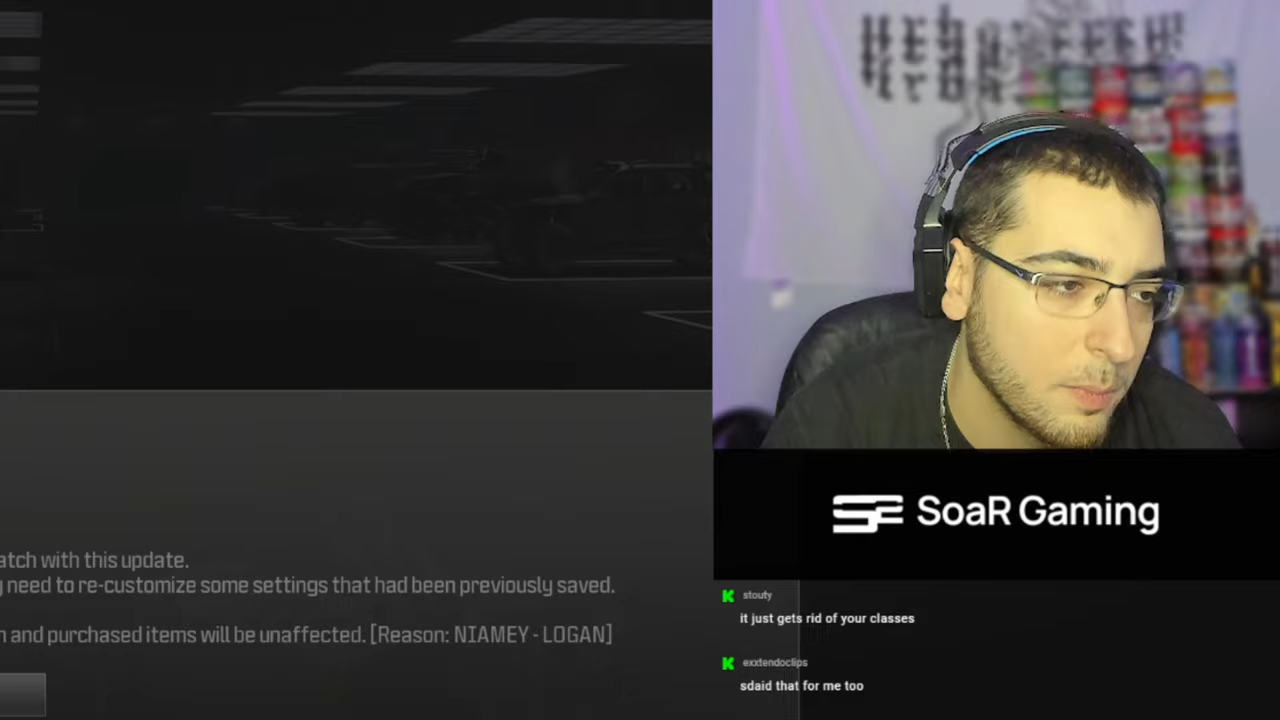 SoaR Gaming
atch with this update.
need to re-customize some settings that had been previously saved.
and purchased items will be unaffected. [Reason: NIAMEY - LOGAN]
stouty
it just gets rid of your classes
exxtendoclips
sdaid that for me too